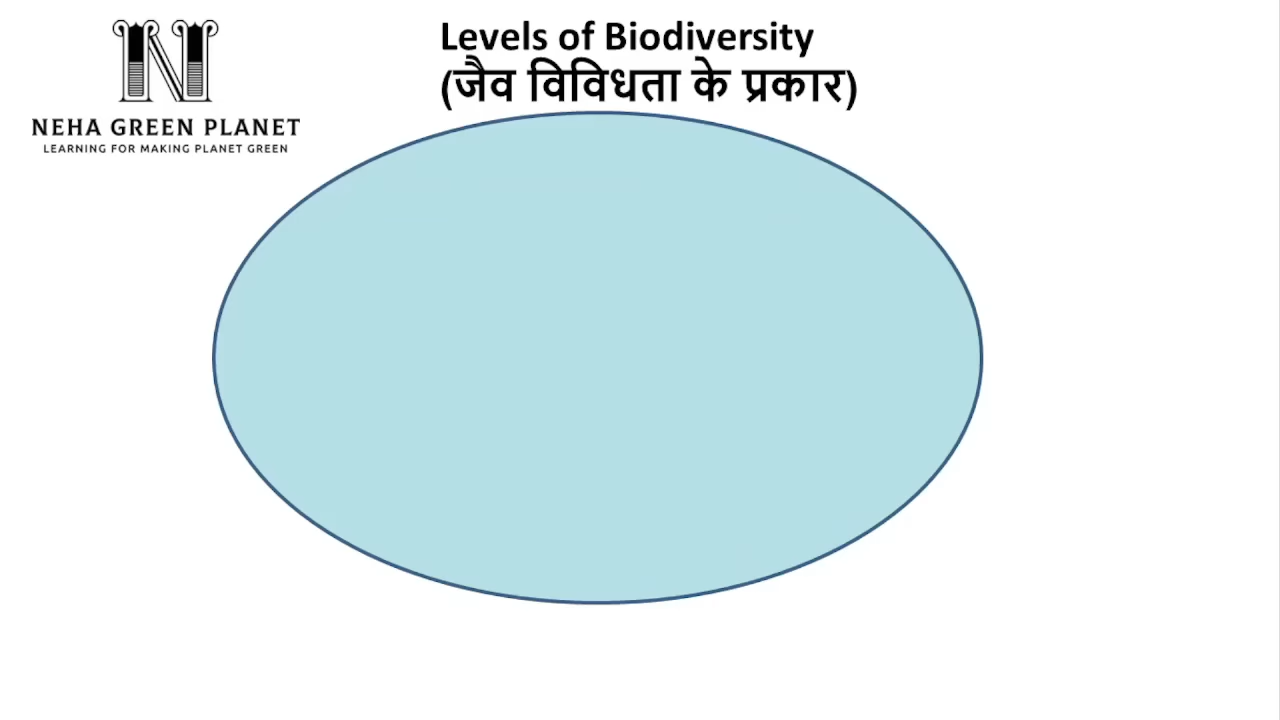 N
NEHA GREEN PLANET
LEARNING FOR MAKING PLANET GREEN
Levels of Biodiversity
(जैव विविधता के प्रकार)